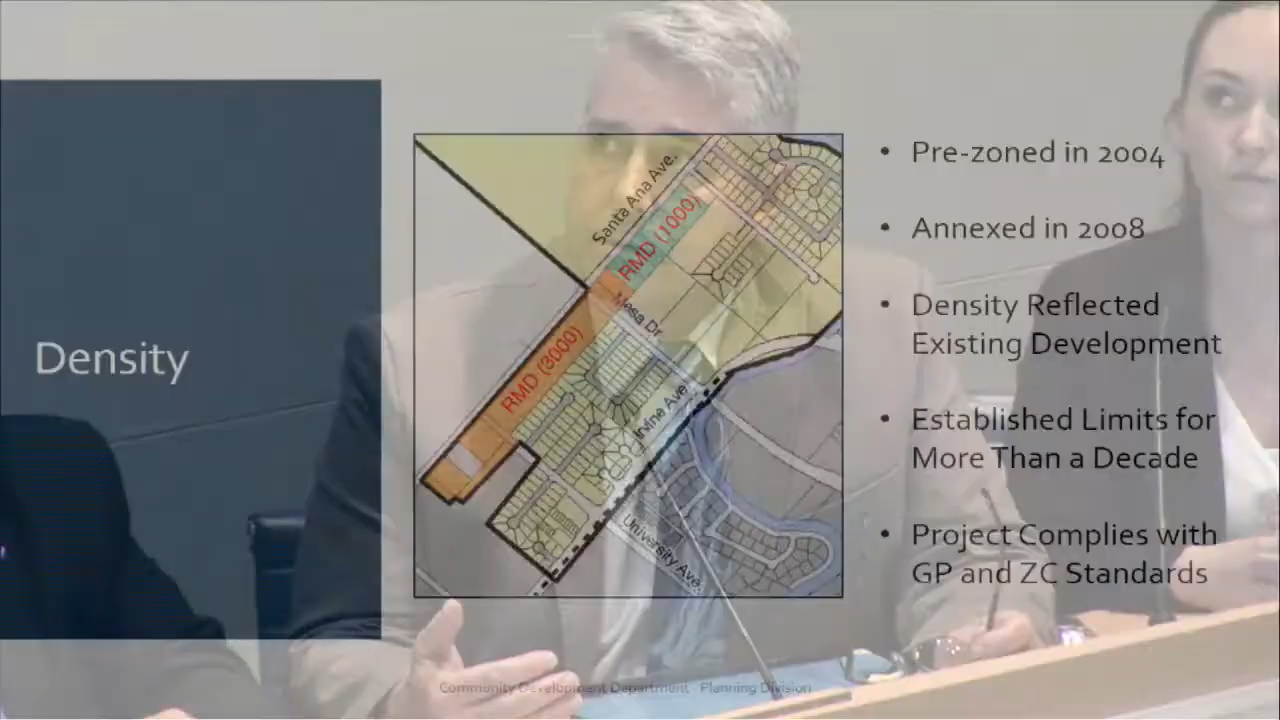 Density
Santa Ana Ave.
RMD (1000)
Mesa Dr
RMD (3000)
Irvine Ave
University Ave.
• Pre-zoned in 2004
• Annexed in 2008
• Density Reflected
Existing Development
• Established Limits for
More Than a Decade
• Project Complies with
GP and ZC Standards
Community Development Department - Planning Division